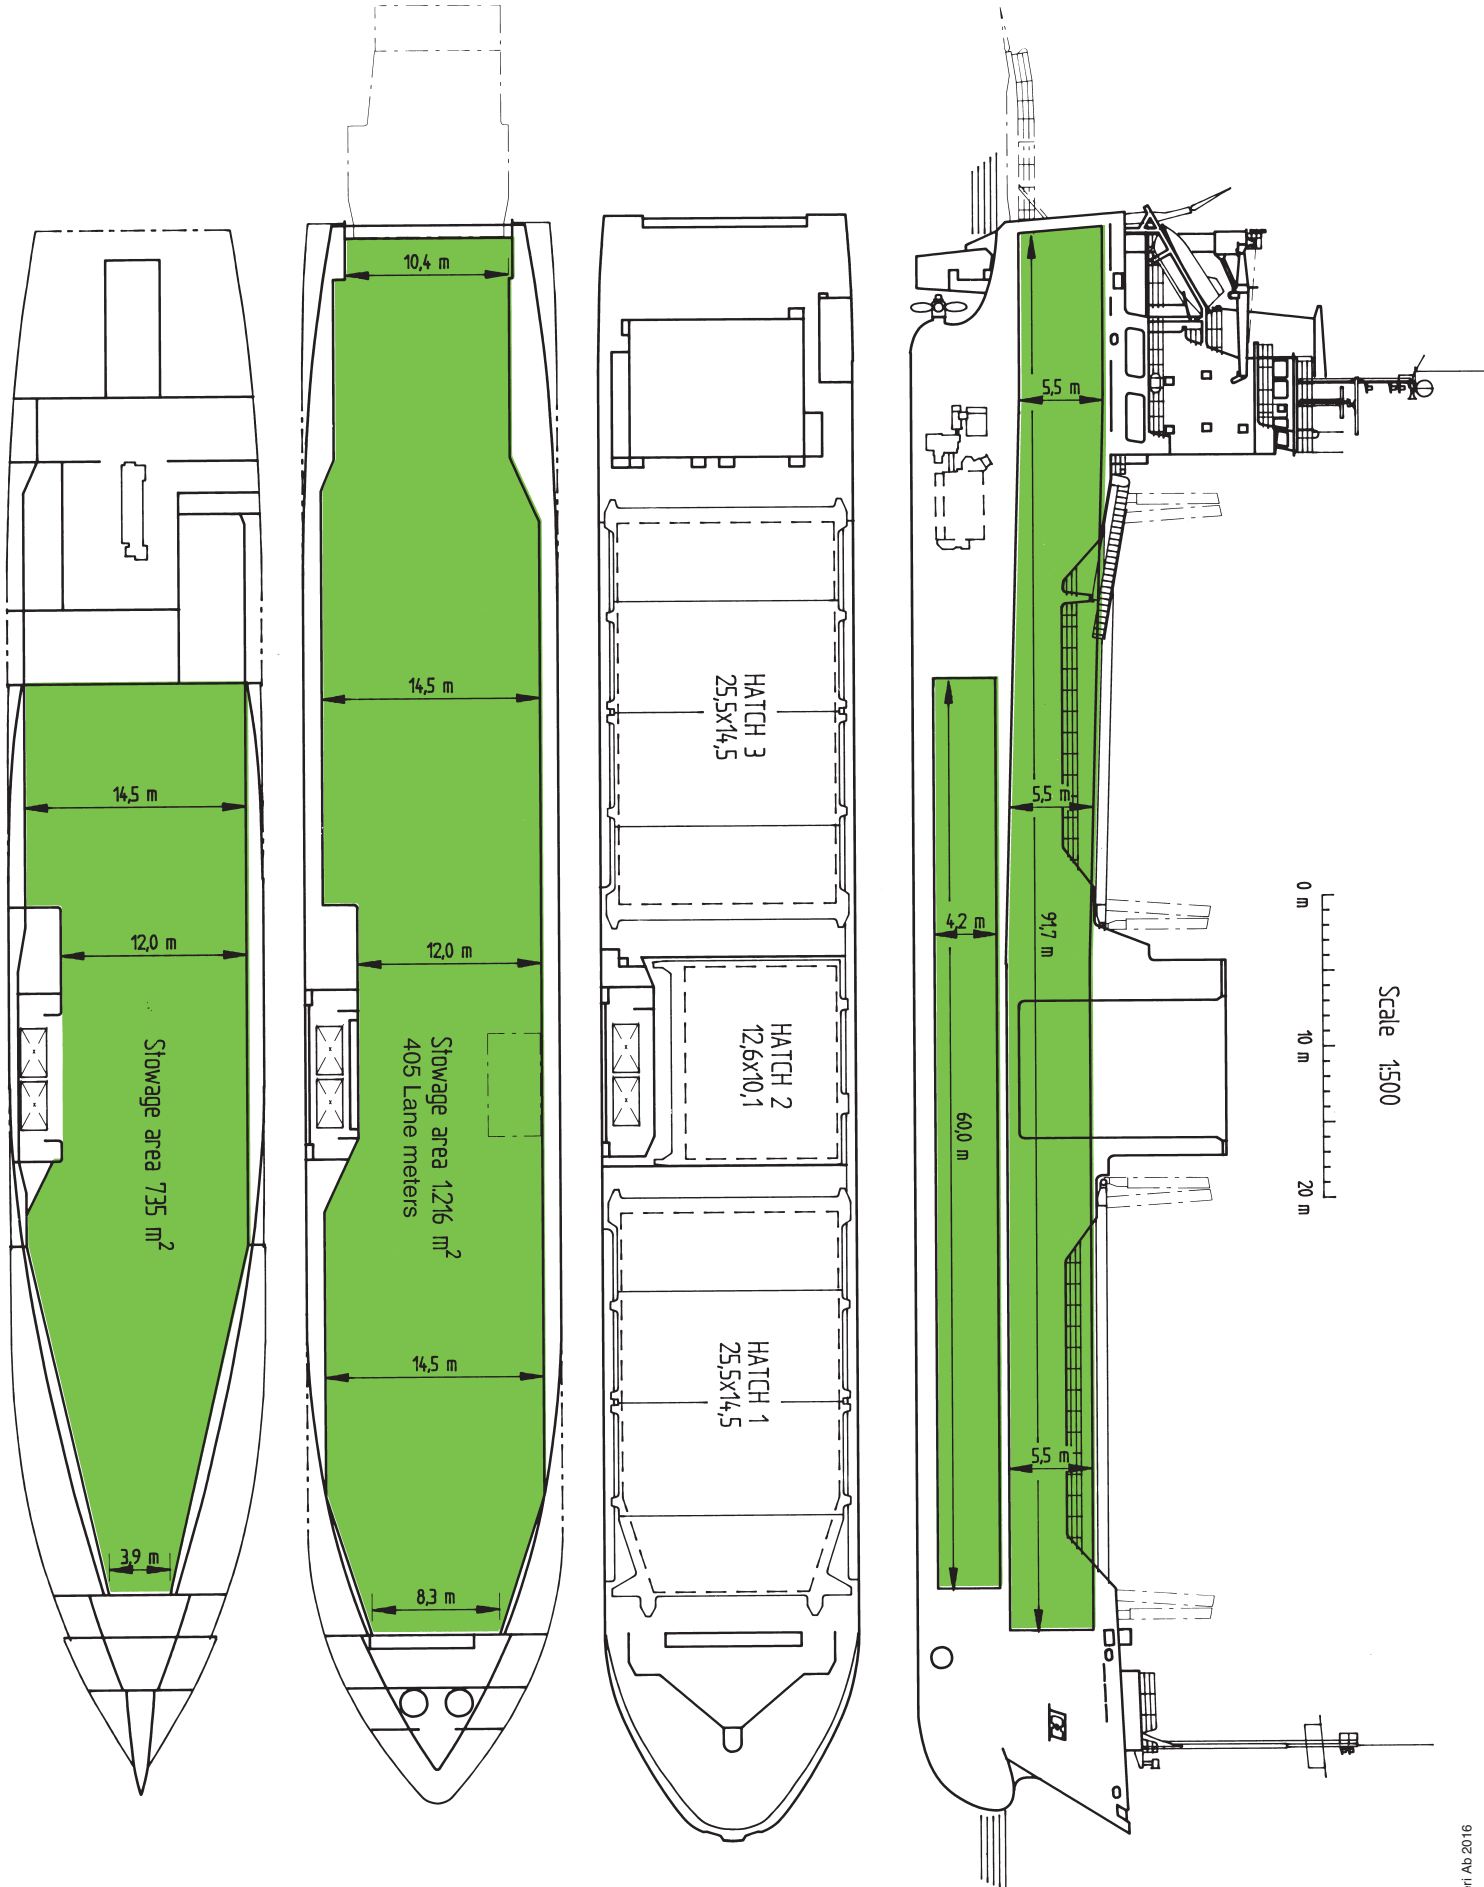 10,4 m
14,5 m
12,0 m
Stowage area 1.216 m²
405 Lane meters
14,5 m
8,3 m
14,5 m
12,0 m
Stowage area 735 m²
3,9 m
HATCH 3
25,5x14,5
HATCH 2
12,6x10,1
HATCH 1
25,5x14,5
5,5 m
5,5 m
91,7 m
4,2 m
60,0 m
5,5 m
Scale 1:500
0 m
10 m
20 m
Ab 2016